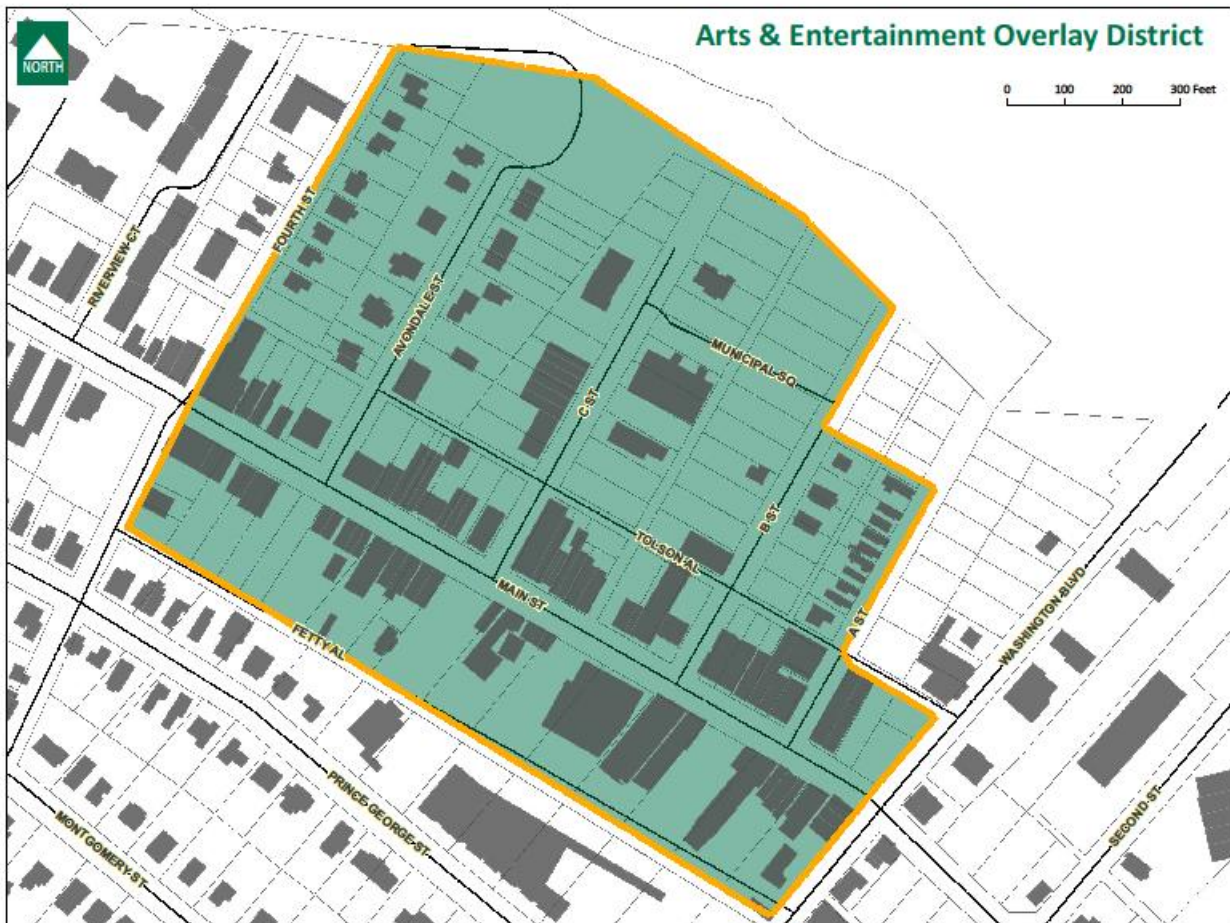 Arts & Entertainment Overlay District
NORTH
0 100 200 300 Feet
RIVERVIEW CT
FOURTH ST
AVONDALE ST
C ST
MUNICIPAL SQ
B ST
TOLSON AL
MAIN ST
A ST
WASHINGTON BLVD
FETTY AL
PRINCE GEORGE ST
MONTGOMERY ST
SECOND ST